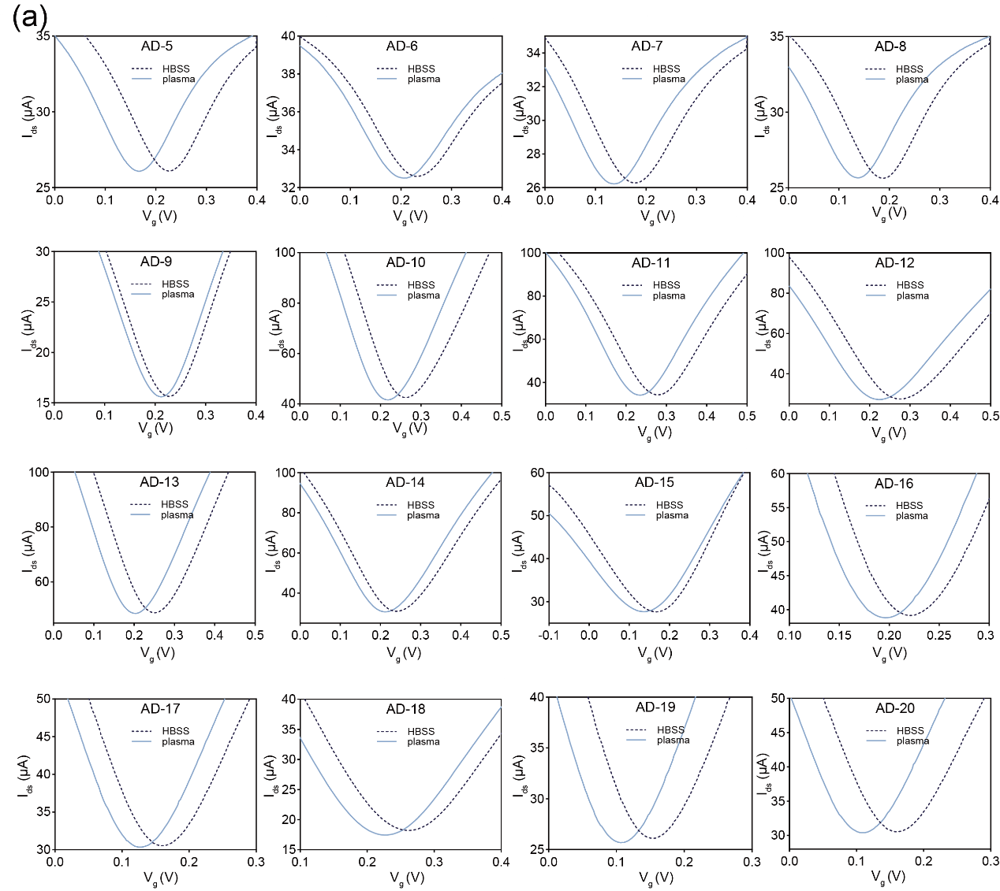 (a)
AD-5
HBSS
plasma
35
30
25
0.0 0.1 0.2 0.3 0.4
Ids (µA)
Vg (V)
AD-6
HBSS
plasma
40
38
36
34
32
0.0 0.1 0.2 0.3 0.4
Ids (µA)
Vg (V)
AD-7
HBSS
plasma
34
32
30
28
26
0.0 0.1 0.2 0.3 0.4
Ids (µA)
Vg (V)
AD-8
HBSS
plasma
35
30
25
0.0 0.1 0.2 0.3 0.4
Ids (µA)
Vg (V)
AD-9
HBSS
plasma
30
25
20
15
0.0 0.1 0.2 0.3 0.4
Ids (µA)
Vg (V)
AD-10
HBSS
plasma
100
80
60
40
0.0 0.1 0.2 0.3 0.4 0.5
Ids (µA)
Vg (V)
AD-11
HBSS
plasma
100
80
60
40
0.0 0.1 0.2 0.3 0.4 0.5
Ids (µA)
Vg (V)
AD-12
HBSS
plasma
100
80
60
40
0.0 0.1 0.2 0.3 0.4 0.5
Ids (µA)
Vg (V)
AD-13
HBSS
plasma
100
80
60
0.0 0.1 0.2 0.3 0.4 0.5
Ids (µA)
Vg (V)
AD-14
HBSS
plasma
100
80
60
40
0.0 0.1 0.2 0.3 0.4 0.5
Ids (µA)
Vg (V)
AD-15
HBSS
plasma
60
50
40
30
-0.1 0.0 0.1 0.2 0.3 0.4
Ids (µA)
Vg (V)
AD-16
HBSS
plasma
60
55
50
45
40
0.10 0.15 0.20 0.25 0.3
Ids (µA)
Vg (V)
AD-17
HBSS
plasma
50
45
40
35
30
0.0 0.1 0.2 0.3
Ids (µA)
Vg (V)
AD-18
HBSS
plasma
40
35
30
25
20
15
0.1 0.2 0.3 0.4
Ids (µA)
Vg (V)
AD-19
HBSS
plasma
40
35
30
25
0.0 0.1 0.2 0.3
Ids (µA)
Vg (V)
AD-20
HBSS
plasma
50
45
40
35
30
0.0 0.1 0.2 0.3
Ids (µA)
Vg (V)